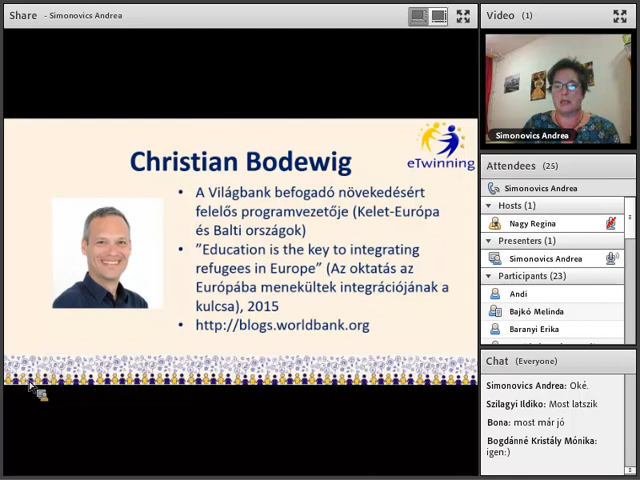 Share - Simonovics Andrea
Christian Bodewig
eTwinning
• A Világbank befogadó növekedésért
felelős programvezetője (Kelet-Európa
és Balti országok)
• ”Education is the key to integrating
refugees in Europe” (Az oktatás az
Európába menekültek integrációjának a
kulcsa), 2015
• http://blogs.worldbank.org
Video (1)
Simonovics Andrea
Attendees (25)
Simonovics Andrea
Hosts (1)
Nagy Regina
Presenters (1)
Simonovics Andrea
Participants (23)
Andi
Bajkó Melinda
Baranyi Erika
Chat (Everyone)
Simonovics Andrea: Oké.
Szilagyi Ildiko: Most latszik
Bona: most már jó
Bogdánné Kristály Mónika:
igen:)